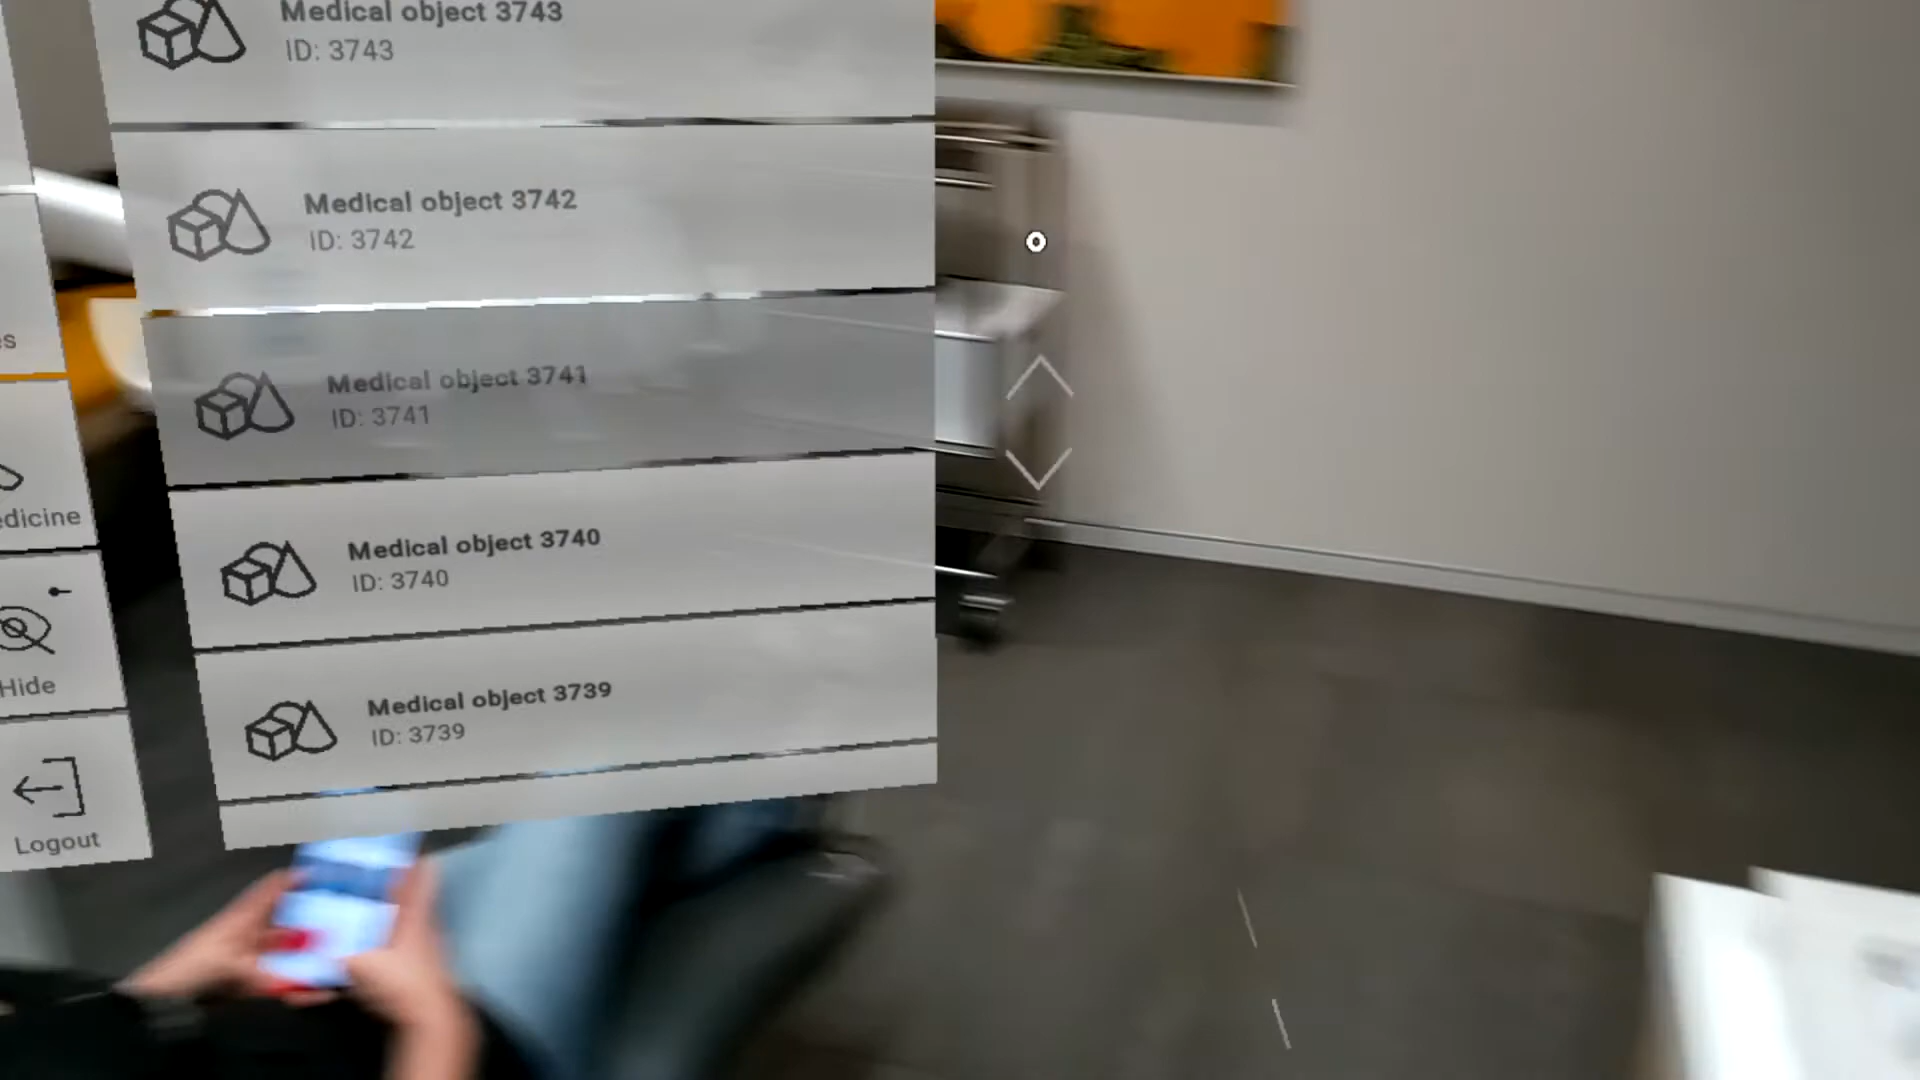 Medical object 3743
ID: 3743
Medical object 3742
ID: 3742
Medical object 3741
ID: 3741
Medical object 3740
ID: 3740
Medical object 3739
ID: 3739
Hide
Logout